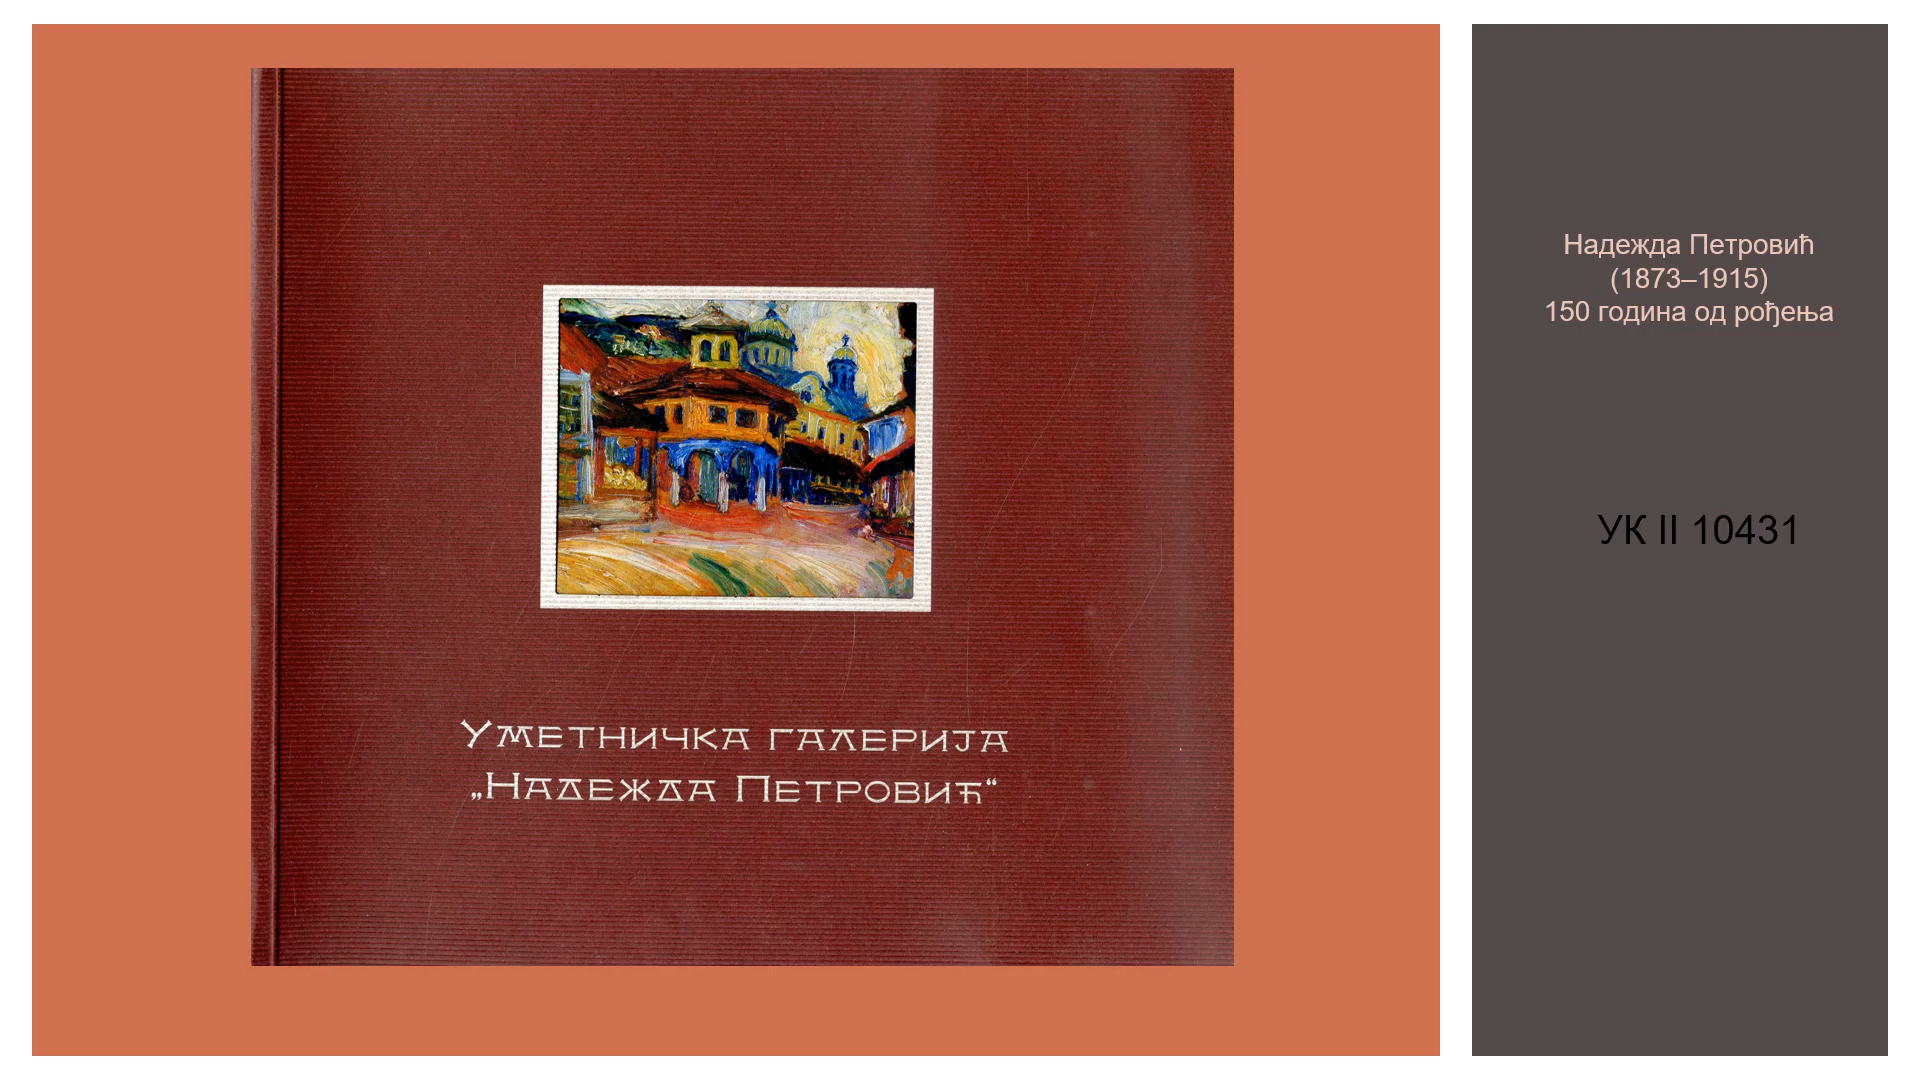 Уметничка галерија
„Надежда Петровић“
Надежда Петровић
(1873–1915)
150 година од рођења
УК II 10431